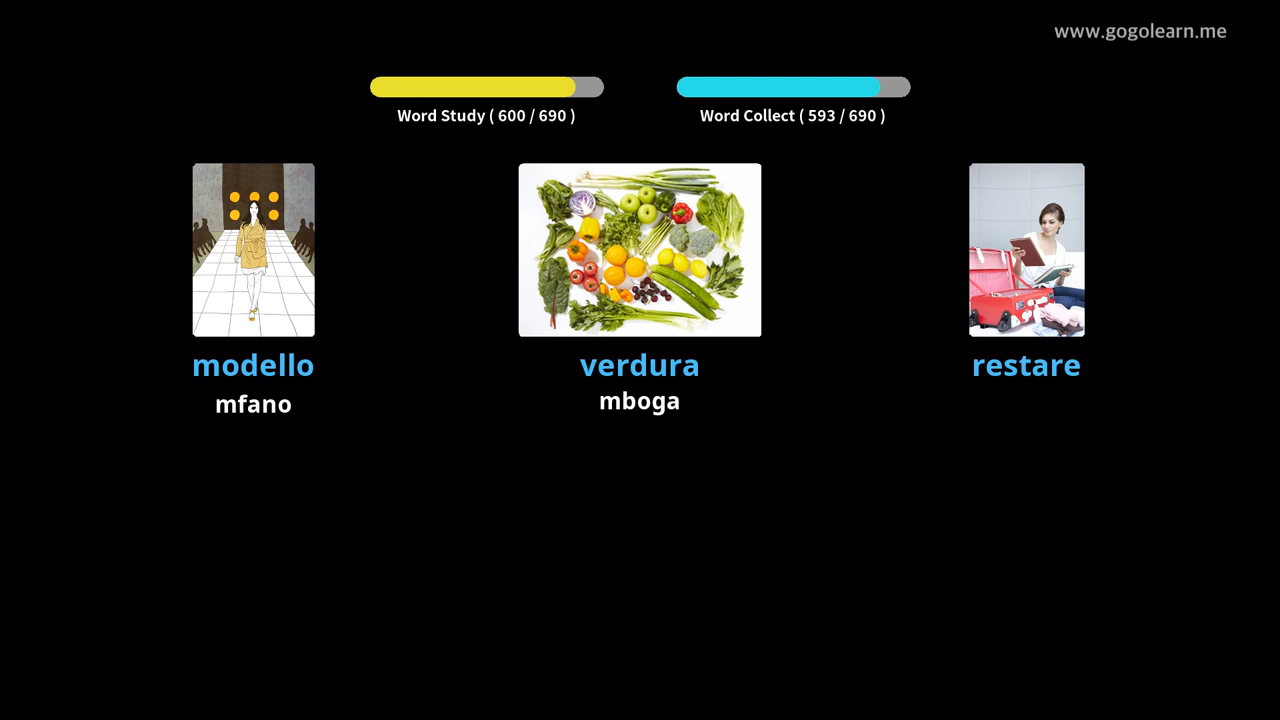 www.gogolearn.me
Word Study ( 600 / 690 )
Word Collect ( 593 / 690 )
modello
mfano
verdura
mboga
restare